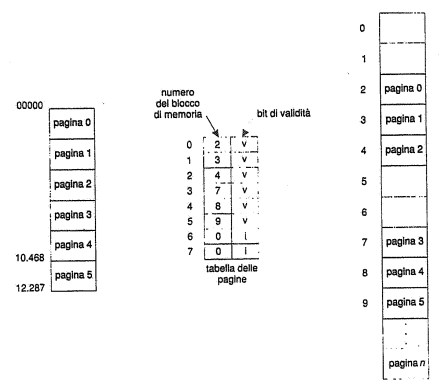 00000
pagina 0
pagina 1
pagina 2
pagina 3
pagina 4
10.468
pagina 5
12.287
numero
del blocco
di memoria
bit di validità
0 2 v
1 3 v
2 4 v
3 7 v
4 8 v
5 9 v
6 0 i
7 0 i
tabella delle
pagine
0
1
2 pagina 0
3 pagina 1
4 pagina 2
5
6
7 pagina 3
8 pagina 4
9 pagina 5
pagina n